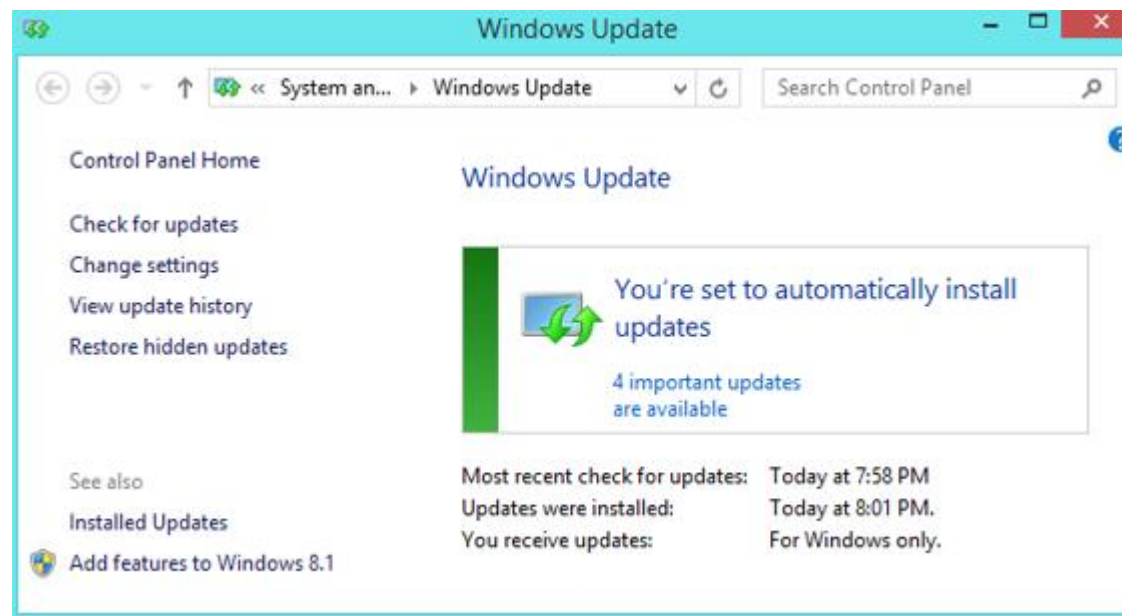 Windows Update
« System an... Windows Update
Search Control Panel
Control Panel Home
Check for updates
Change settings
View update history
Restore hidden updates
See also
Installed Updates
Add features to Windows 8.1
Windows Update
You're set to automatically install
updates
4 important updates
are available
Most recent check for updates: Today at 7:58 PM
Updates were installed: Today at 8:01 PM.
You receive updates: For Windows only.